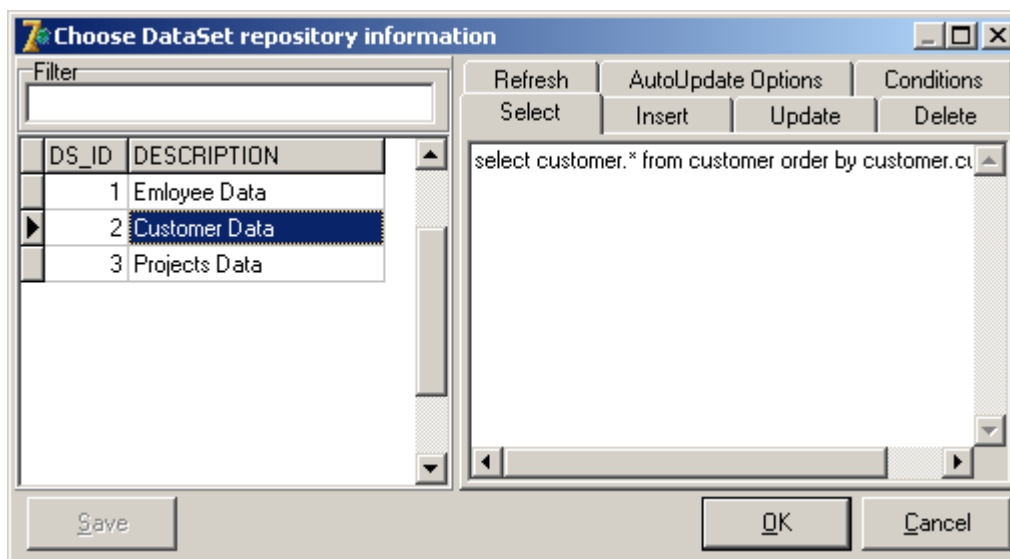 Choose DataSet repository information
Filter
DS_ID DESCRIPTION
1 Emloyee Data
2 Customer Data
3 Projects Data
Refresh AutoUpdate Options Conditions
Select Insert Update Delete
select customer.* from customer order by customer.cu
Save OK Cancel